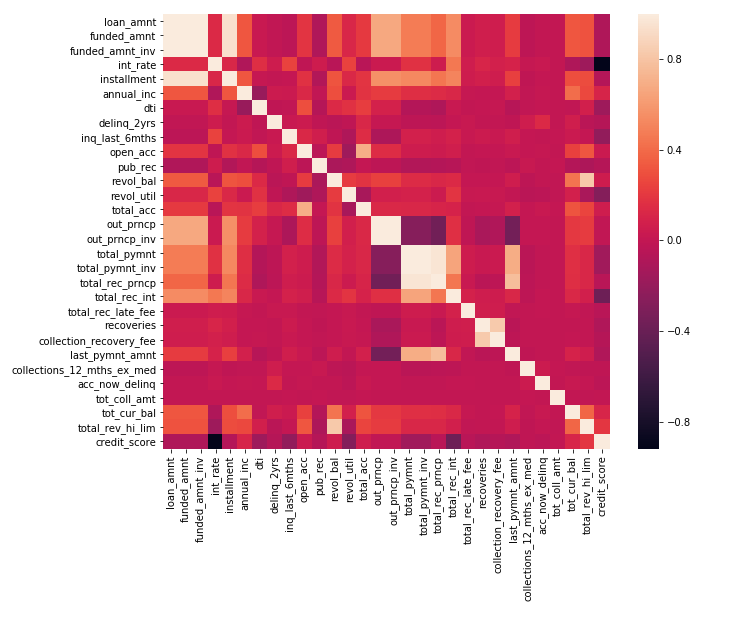 loan_amnt
funded_amnt
funded_amnt_inv
int_rate
installment
annual_inc
dti
delinq_2yrs
inq_last_6mths
open_acc
pub_rec
revol_bal
revol_util
total_acc
out_prncp
out_prncp_inv
total_pymnt
total_pymnt_inv
total_rec_prncp
total_rec_int
total_rec_late_fee
recoveries
collection_recovery_fee
last_pymnt_amnt
collections_12_mths_ex_med
acc_now_delinq
tot_coll_amt
tot_cur_bal
total_rev_hi_lim
credit_score
loan_amnt
funded_amnt
funded_amnt_inv
int_rate
installment
annual_inc
dti
delinq_2yrs
inq_last_6mths
open_acc
pub_rec
revol_bal
revol_util
total_acc
out_prncp
out_prncp_inv
total_pymnt
total_pymnt_inv
total_rec_prncp
total_rec_int
total_rec_late_fee
recoveries
collection_recovery_fee
last_pymnt_amnt
collections_12_mths_ex_med
acc_now_delinq
tot_coll_amt
tot_cur_bal
total_rev_hi_lim
credit_score
0.8
0.4
0.0
−0.4
−0.8